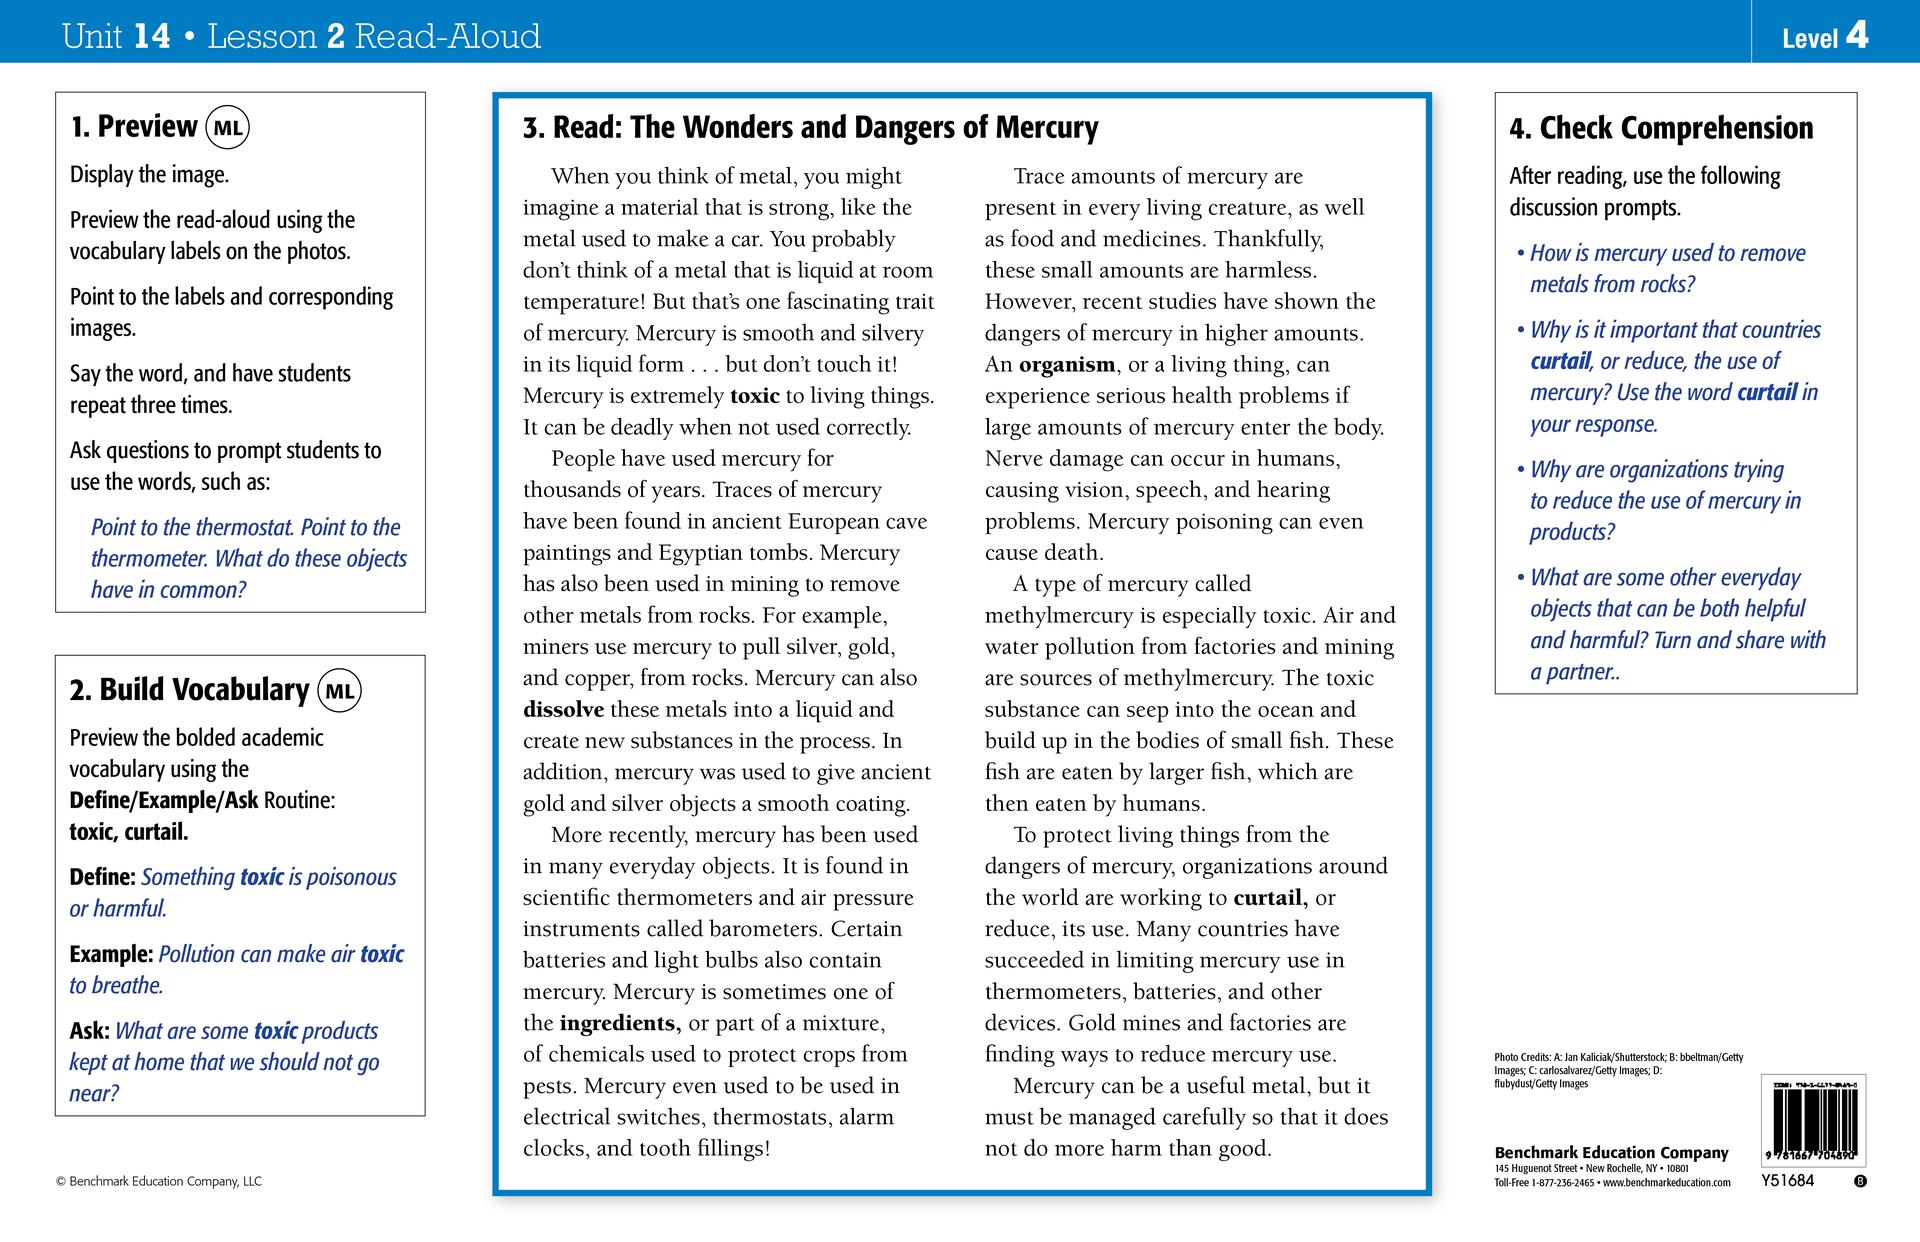 Unit 14 • Lesson 2 Read-Aloud
Level 4
1. Preview ML
Display the image.
Preview the read-aloud using the
vocabulary labels on the photos.
Point to the labels and corresponding
images.
Say the word, and have students
repeat three times.
Ask questions to prompt students to
use the words, such as:
Point to the thermostat. Point to the
thermometer. What do these objects
have in common?
2. Build Vocabulary ML
Preview the bolded academic
vocabulary using the
Define/Example/Ask Routine:
toxic, curtail.
Define: Something toxic is poisonous
or harmful.
Example: Pollution can make air toxic
to breathe.
Ask: What are some toxic products
kept at home that we should not go
near?
© Benchmark Education Company, LLC
3. Read: The Wonders and Dangers of Mercury
When you think of metal, you might
imagine a material that is strong, like the
metal used to make a car. You probably
don't think of a metal that is liquid at room
temperature! But that's one fascinating trait
of mercury. Mercury is smooth and silvery
in its liquid form . . . but don't touch it!
Mercury is extremely toxic to living things.
It can be deadly when not used correctly.
People have used mercury for
thousands of years. Traces of mercury
have been found in ancient European cave
paintings and Egyptian tombs. Mercury
has also been used in mining to remove
other metals from rocks. For example,
miners use mercury to pull silver, gold,
and copper, from rocks. Mercury can also
dissolve these metals into a liquid and
create new substances in the process. In
addition, mercury was used to give ancient
gold and silver objects a smooth coating.
More recently, mercury has been used
in many everyday objects. It is found in
scientific thermometers and air pressure
instruments called barometers. Certain
batteries and light bulbs also contain
mercury. Mercury is sometimes one of
the ingredients, or part of a mixture,
of chemicals used to protect crops from
pests. Mercury even used to be used in
electrical switches, thermostats, alarm
clocks, and tooth fillings!
Trace amounts of mercury are
present in every living creature, as well
as food and medicines. Thankfully,
these small amounts are harmless.
However, recent studies have shown the
dangers of mercury in higher amounts.
An organism, or a living thing, can
experience serious health problems if
large amounts of mercury enter the body.
Nerve damage can occur in humans,
causing vision, speech, and hearing
problems. Mercury poisoning can even
cause death.
A type of mercury called
methylmercury is especially toxic. Air and
water pollution from factories and mining
are sources of methylmercury. The toxic
substance can seep into the ocean and
build up in the bodies of small fish. These
fish are eaten by larger fish, which are
then eaten by humans.
To protect living things from the
dangers of mercury, organizations around
the world are working to curtail, or
reduce, its use. Many countries have
succeeded in limiting mercury use in
thermometers, batteries, and other
devices. Gold mines and factories are
finding ways to reduce mercury use.
Mercury can be a useful metal, but it
must be managed carefully so that it does
not do more harm than good.
4. Check Comprehension
After reading, use the following
discussion prompts.
• How is mercury used to remove
metals from rocks?
• Why is it important that countries
curtail, or reduce, the use of
mercury? Use the word curtail in
your response.
• Why are organizations trying
to reduce the use of mercury in
products?
• What are some other everyday
objects that can be both helpful
and harmful? Turn and share with
a partner..
Photo Credits: A: Jan Kaliciak/Shutterstock; B: bbeltman/Getty
Images; C: carlosalvarez/Getty Images; D:
flubydust/Getty Images
Benchmark Education Company
145 Huguenot Street • New Rochelle, NY • 10801
Toll-Free 1-877-236-2465 • www.benchmarkeducation.com
9 781667 704890
Y51684
B